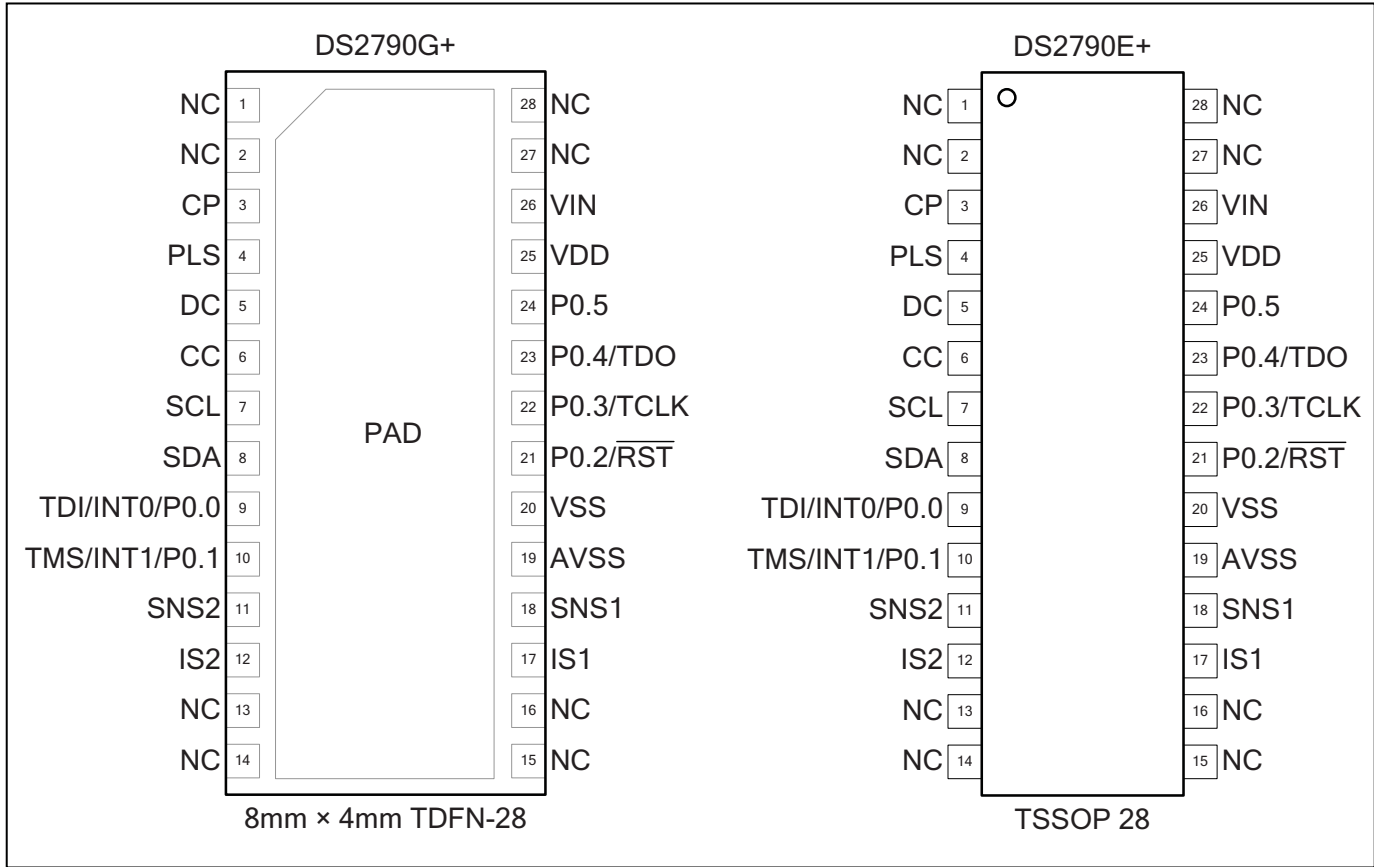 DS2790G+
NC 1
NC 2
CP 3
PLS 4
DC 5
CC 6
SCL 7
SDA 8
TDI/INT0/P0.0 9
TMS/INT1/P0.1 10
SNS2 11
IS2 12
NC 13
NC 14
PAD
28 NC
27 NC
26 VIN
25 VDD
24 P0.5
23 P0.4/TDO
22 P0.3/TCLK
21 P0.2/R̅S̅T̅
20 VSS
19 AVSS
18 SNS1
17 IS1
16 NC
15 NC
8mm × 4mm TDFN-28
DS2790E+
NC 1
NC 2
CP 3
PLS 4
DC 5
CC 6
SCL 7
SDA 8
TDI/INT0/P0.0 9
TMS/INT1/P0.1 10
SNS2 11
IS2 12
NC 13
NC 14
28 NC
27 NC
26 VIN
25 VDD
24 P0.5
23 P0.4/TDO
22 P0.3/TCLK
21 P0.2/R̅S̅T̅
20 VSS
19 AVSS
18 SNS1
17 IS1
16 NC
15 NC
TSSOP 28